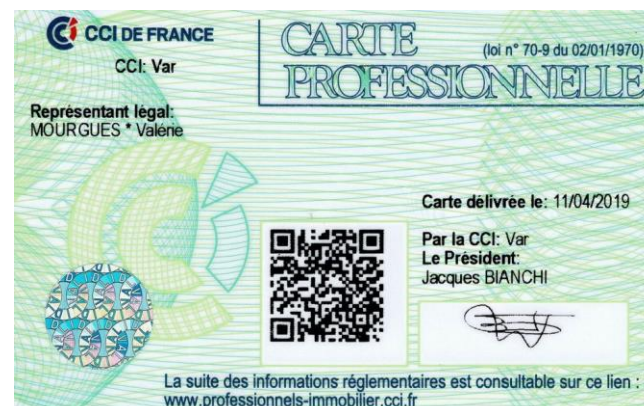 CCI DE FRANCE
CCI: Var
CARTE
(loi n° 70-9 du 02/01/1970)
PROFESSIONNELLE
Représentant légal:
MOURGUES * Valérie
Carte délivrée le: 11/04/2019
Par la CCI: Var
Le Président:
Jacques BIANCHI
La suite des informations réglementaires est consultable sur ce lien :
www.professionnels-immobilier.cci.fr